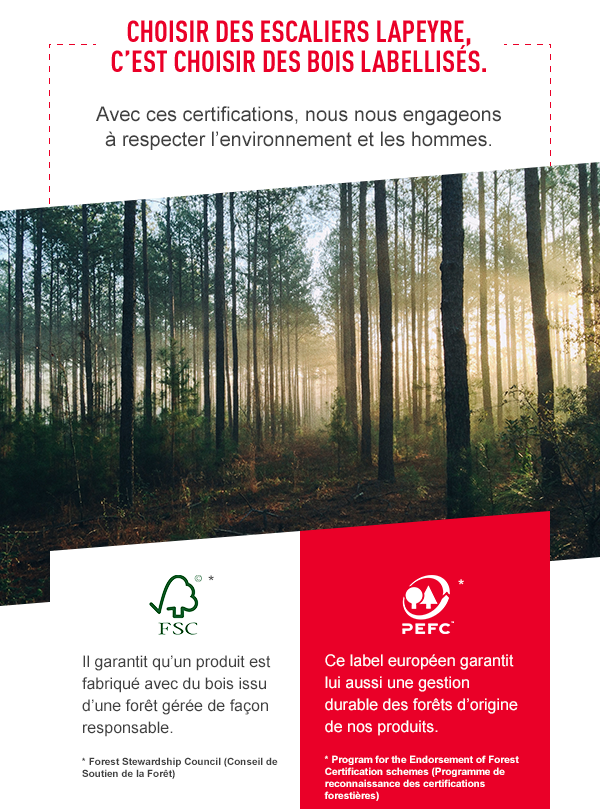 CHOISIR DES ESCALIERS LAPEYRE,
C’EST CHOISIR DES BOIS LABELLISÉS.
Avec ces certifications, nous nous engageons
à respecter l’environnement et les hommes.
© *
FSC
Il garantit qu’un produit est
fabriqué avec du bois issu
d’une forêt gérée de façon
responsable.
* Forest Stewardship Council (Conseil de
Soutien de la Forêt)
*
PEFC™
Ce label européen garantit
lui aussi une gestion
durable des forêts d’origine
de nos produits.
* Program for the Endorsement of Forest
Certification schemes (Programme de
reconnaissance des certifications
forestières)